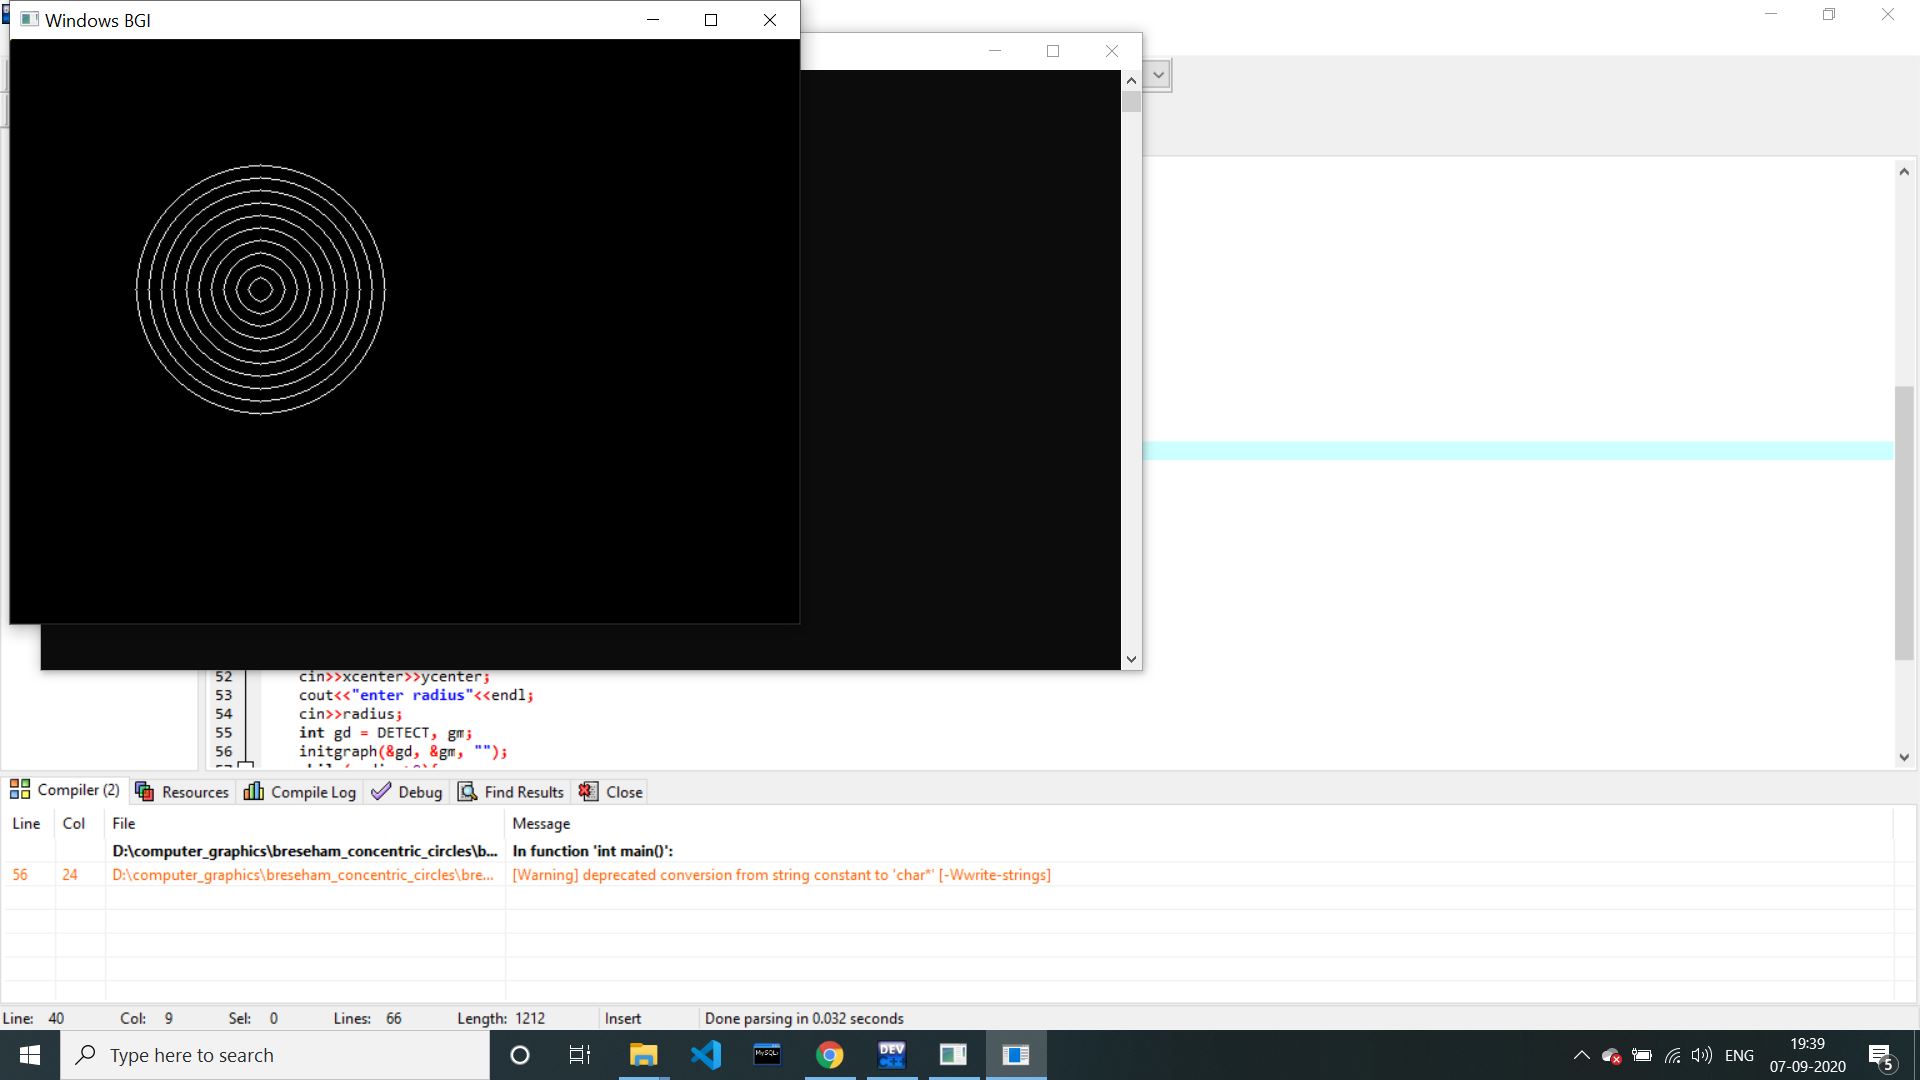 Windows BGI
52 cin>>xcenter>>ycenter;
53 cout<<"enter radius"<<endl;
54 cin>>radius;
55 int gd = DETECT, gm;
56 initgraph(&gd, &gm, "");
Compiler (2) Resources Compile Log Debug Find Results Close
Line Col File Message
D:\computer_graphics\breseham_concentric_circles\b... In function 'int main()':
56 24 D:\computer_graphics\breseham_concentric_circles\bre... [Warning] deprecated conversion from string constant to 'char*' [-Wwrite-strings]
Line: 40 Col: 9 Sel: 0 Lines: 66 Length: 1212 Insert Done parsing in 0.032 seconds
Type here to search
DEV C++
ENG
19:39
07-09-2020
5